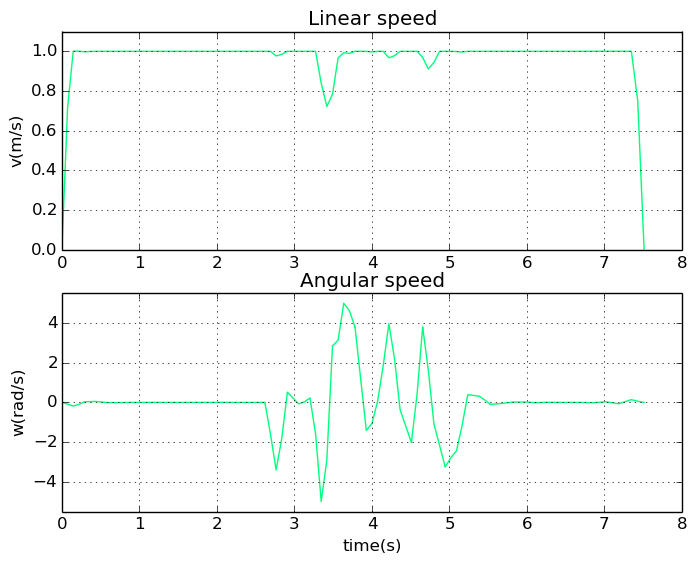 Linear speed
v(m/s)
1.0
0.8
0.6
0.4
0.2
0.0
0 1 2 3 4 5 6 7 8
Angular speed
w(rad/s)
4
2
0
−2
−4
0 1 2 3 4 5 6 7 8
time(s)